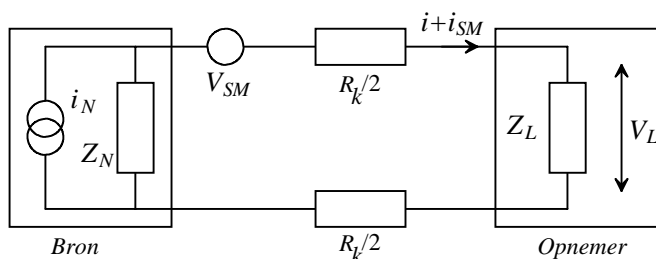 i+i_SM
V_SM
R_k/2
i_N
Z_N
Z_L
V_L
R_k/2
Bron
Opnemer